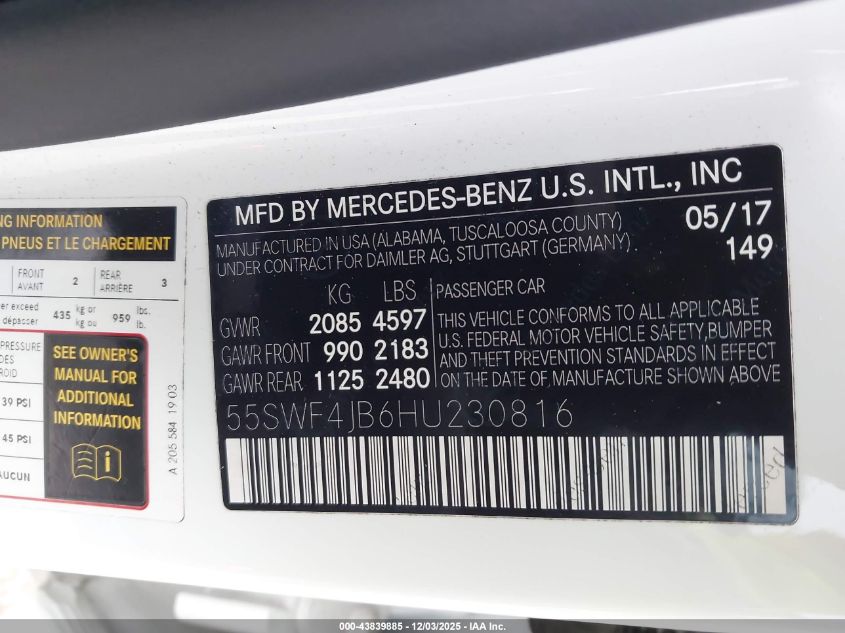 NG INFORMATION
PNEUS ET LE CHARGEMENT
FRONT
AVANT
2
REAR
ARRIÈRE
3
er exceed
dépasser
435
kg or
kg ou
959
lbs.
lb.
PRESSURE
DES
ROID
39 PSI
45 PSI
AUCUN
SEE OWNER'S
MANUAL FOR
ADDITIONAL
INFORMATION
A 205 584 19 03
MFD BY MERCEDES-BENZ U.S. INTL., INC
MANUFACTURED IN USA (ALABAMA, TUSCALOOSA COUNTY)
UNDER CONTRACT FOR DAIMLER AG, STUTTGART (GERMANY)
05/17
149
KG LBS
GVWR 2085 4597
GAWR FRONT 990 2183
GAWR REAR 1125 2480
PASSENGER CAR
THIS VEHICLE CONFORMS TO ALL APPLICABLE
U.S. FEDERAL MOTOR VEHICLE SAFETY,BUMPER
AND THEFT PREVENTION STANDARDS IN EFFECT
ON THE DATE OF MANUFACTURE SHOWN ABOVE
55SWF4JB6HU230816
000-43839885 - 12/03/2025 - IAA Inc.